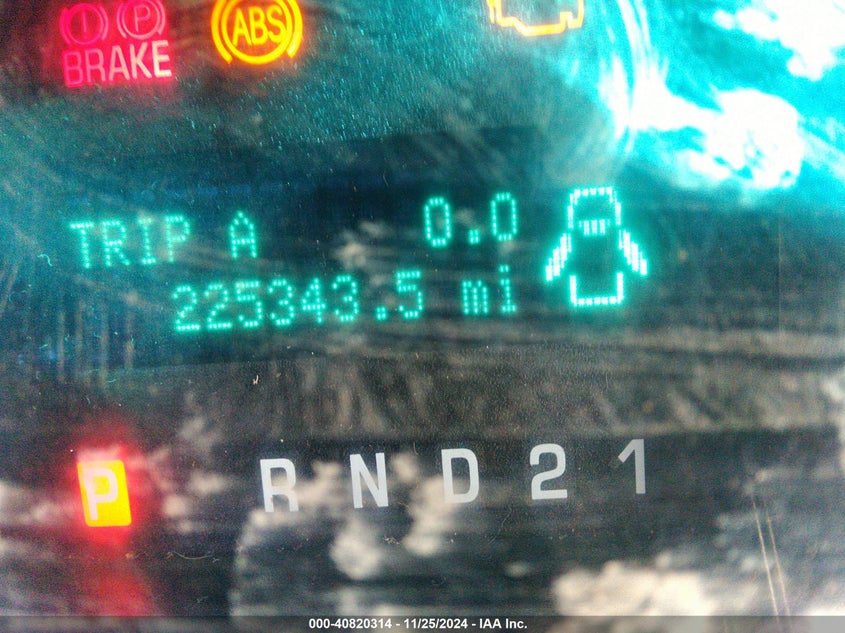 ! P
BRAKE
ABS
TRIP A 0.0
225343.5 mi
P R N D 2 1
000-40820314 - 11/25/2024 - IAA Inc.